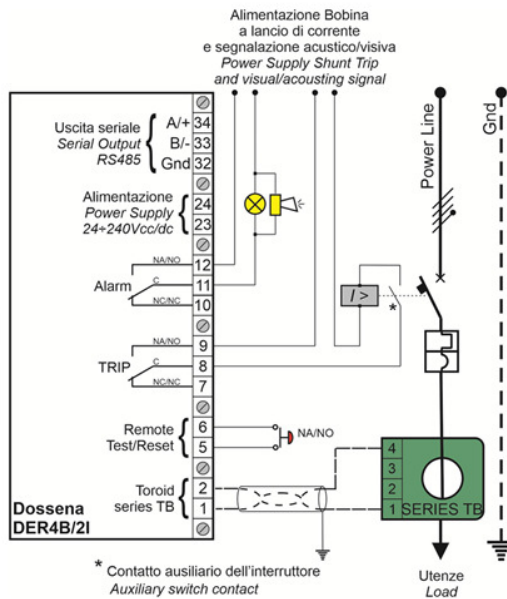 Alimentazione Bobina
a lancio di corrente
e segnalazione acustico/visiva
Power Supply Shunt Trip
and visual/acousting signal
Uscita seriale
Serial Output
RS485
A/+ 34
B/- 33
Gnd 32
Alimentazione
Power Supply
24÷240Vcc/dc
24
23
Alarm
NA/NO 12
C 11
NC/NC 10
TRIP
NA/NO 9
C 8
NC/NC 7
Remote
Test/Reset
6
5
NA/NO
Toroid
series TB
2
1
Dossena
DER4B/2I
I >
*
Power Line
Gnd
4
3
2
1
SERIES TB
* Contatto ausiliario dell'interruttore
Auxiliary switch contact
Utenze
Load